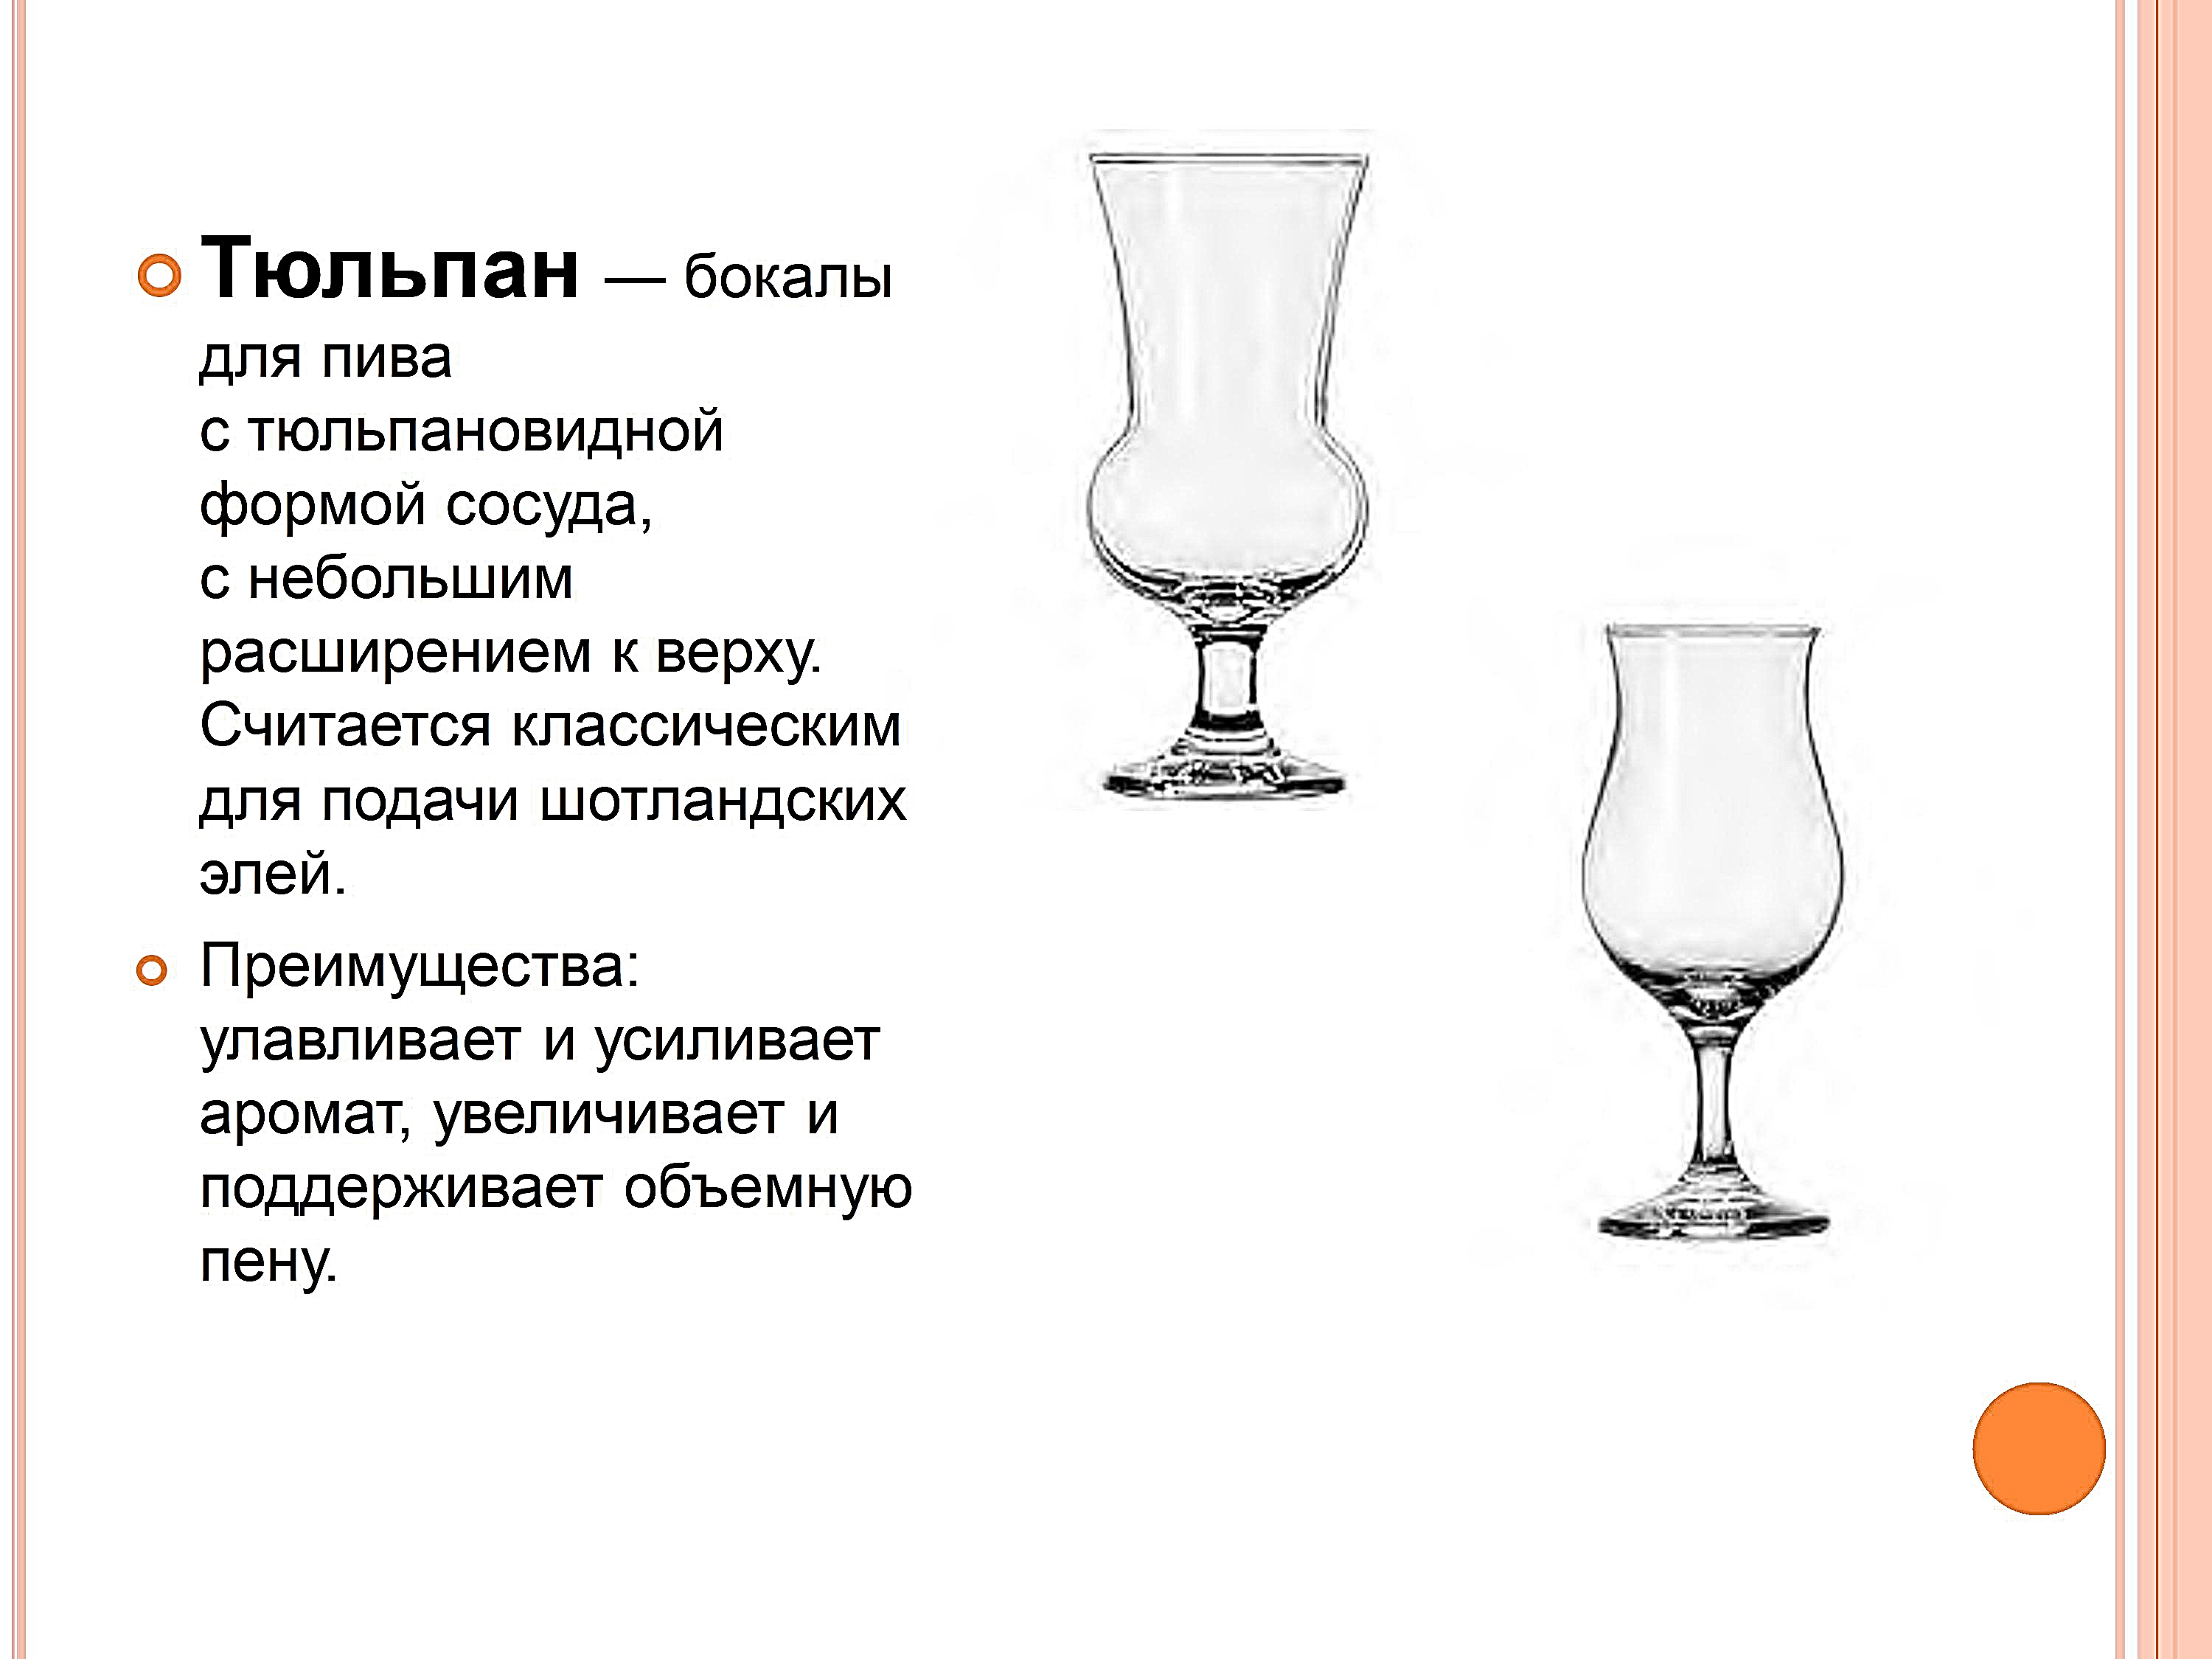 Тюльпан — бокалы
для пива
с тюльпановидной
формой сосуда,
с небольшим
расширением к верху.
Считается классическим
для подачи шотландских
элей.
Преимущества:
улавливает и усиливает
аромат, увеличивает и
поддерживает объемную
пену.